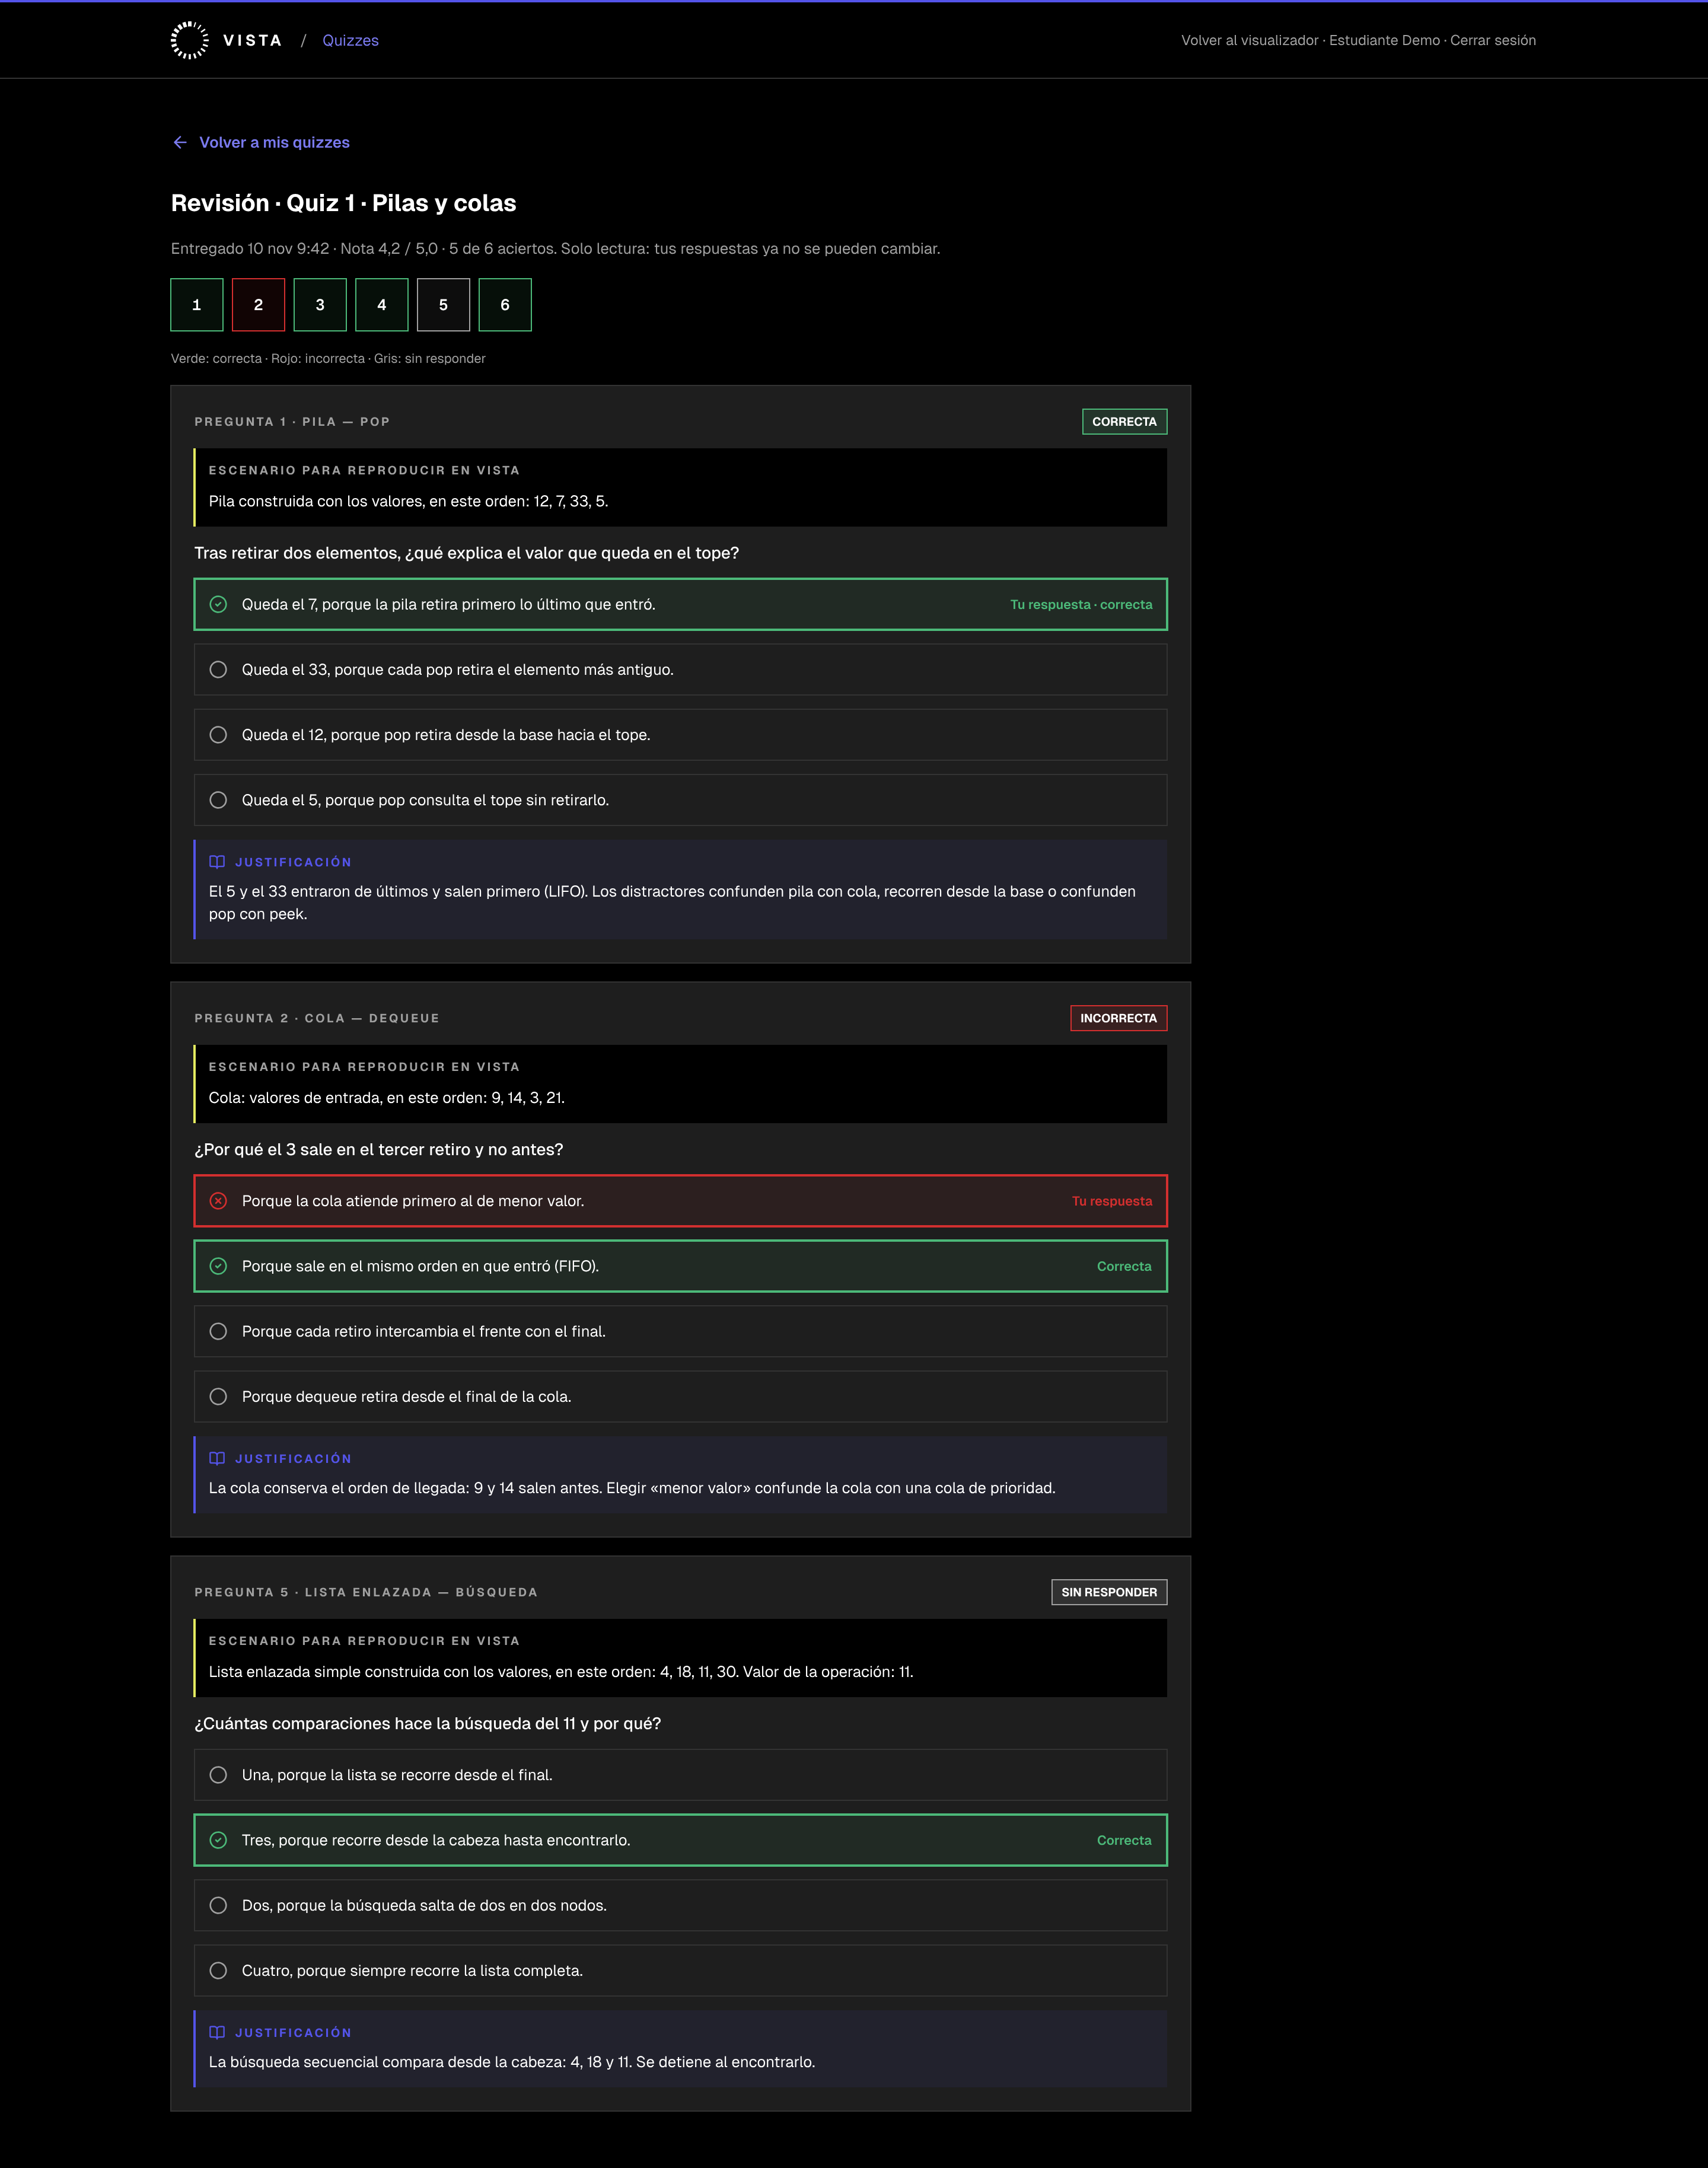 VISTA / Quizzes
Volver al visualizador · Estudiante Demo · Cerrar sesión
Volver a mis quizzes
Revisión · Quiz 1 · Pilas y colas
Entregado 10 nov 9:42 · Nota 4,2 / 5,0 · 5 de 6 aciertos. Solo lectura: tus respuestas ya no se pueden cambiar.
1 2 3 4 5 6
Verde: correcta · Rojo: incorrecta · Gris: sin responder
PREGUNTA 1 · PILA — POP
CORRECTA
ESCENARIO PARA REPRODUCIR EN VISTA
Pila construida con los valores, en este orden: 12, 7, 33, 5.
Tras retirar dos elementos, ¿qué explica el valor que queda en el tope?
Queda el 7, porque la pila retira primero lo último que entró.
Tu respuesta · correcta
Queda el 33, porque cada pop retira el elemento más antiguo.
Queda el 12, porque pop retira desde la base hacia el tope.
Queda el 5, porque pop consulta el tope sin retirarlo.
JUSTIFICACIÓN
El 5 y el 33 entraron de últimos y salen primero (LIFO). Los distractores confunden pila con cola, recorren desde la base o confunden
pop con peek.
PREGUNTA 2 · COLA — DEQUEUE
INCORRECTA
ESCENARIO PARA REPRODUCIR EN VISTA
Cola: valores de entrada, en este orden: 9, 14, 3, 21.
¿Por qué el 3 sale en el tercer retiro y no antes?
Porque la cola atiende primero al de menor valor.
Tu respuesta
Porque sale en el mismo orden en que entró (FIFO).
Correcta
Porque cada retiro intercambia el frente con el final.
Porque dequeue retira desde el final de la cola.
JUSTIFICACIÓN
La cola conserva el orden de llegada: 9 y 14 salen antes. Elegir «menor valor» confunde la cola con una cola de prioridad.
PREGUNTA 5 · LISTA ENLAZADA — BÚSQUEDA
SIN RESPONDER
ESCENARIO PARA REPRODUCIR EN VISTA
Lista enlazada simple construida con los valores, en este orden: 4, 18, 11, 30. Valor de la operación: 11.
¿Cuántas comparaciones hace la búsqueda del 11 y por qué?
Una, porque la lista se recorre desde el final.
Tres, porque recorre desde la cabeza hasta encontrarlo.
Correcta
Dos, porque la búsqueda salta de dos en dos nodos.
Cuatro, porque siempre recorre la lista completa.
JUSTIFICACIÓN
La búsqueda secuencial compara desde la cabeza: 4, 18 y 11. Se detiene al encontrarlo.